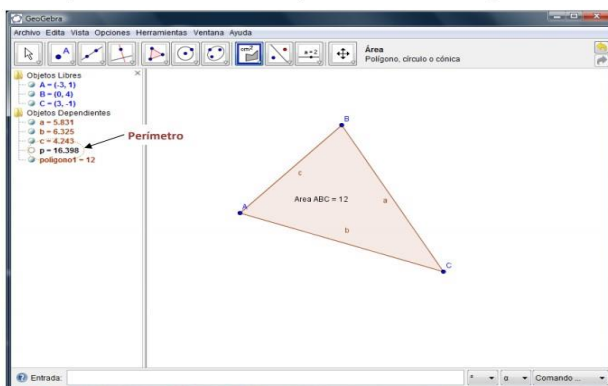 GeoGebra
Archivo Edita Vista Opciones Herramientas Ventana Ayuda
A
cm²
a=2
Área
Polígono, círculo o cónica
Objetos Libres
A = (-3, 1)
B = (0, 4)
C = (3, -1)
Objetos Dependientes
a = 5.831
b = 6.325
c = 4.243
p = 16.398
polígono1 = 12
Perímetro
B
c
Area ABC = 12
a
A
b
C
Entrada:
α
Comando ...